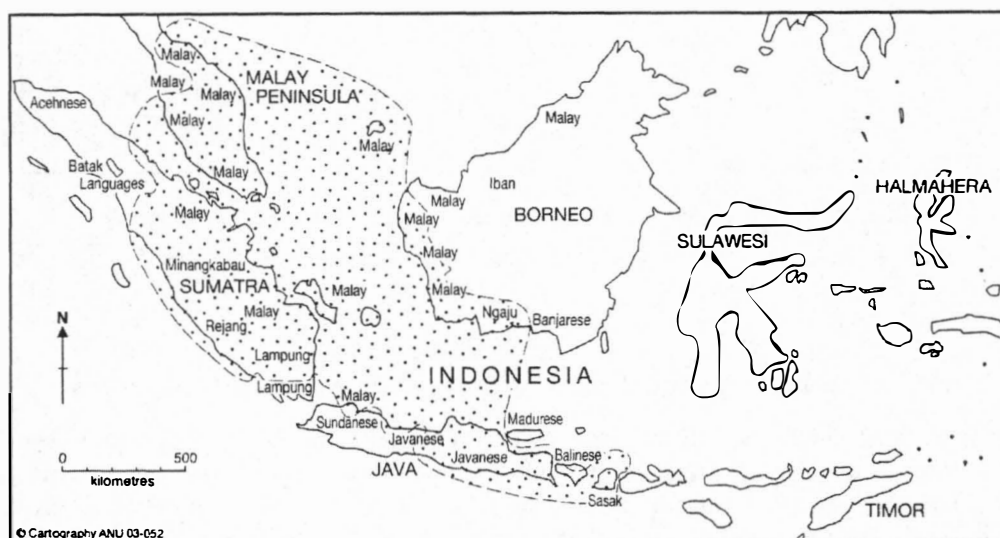 Malay
MALAY
PENINSULA
Malay
Malay
Acehnese
Malay
Malay
Malay
Batak
Languages
Malay
Malay
Iban
Malay
BORNEO
Malay
HALMAHERA
SULAWESI
Malay
Minangkabau
SUMATRA
Malay
Malay
Malay
Ngaju
Banjarese
Rejang
N
Lampung
INDONESIA
Lampung
Malay
Sundanese
Madurese
Javanese
Javanese
Balinese
JAVA
Sasak
0 500
kilometres
TIMOR
© Cartography ANU 03-052